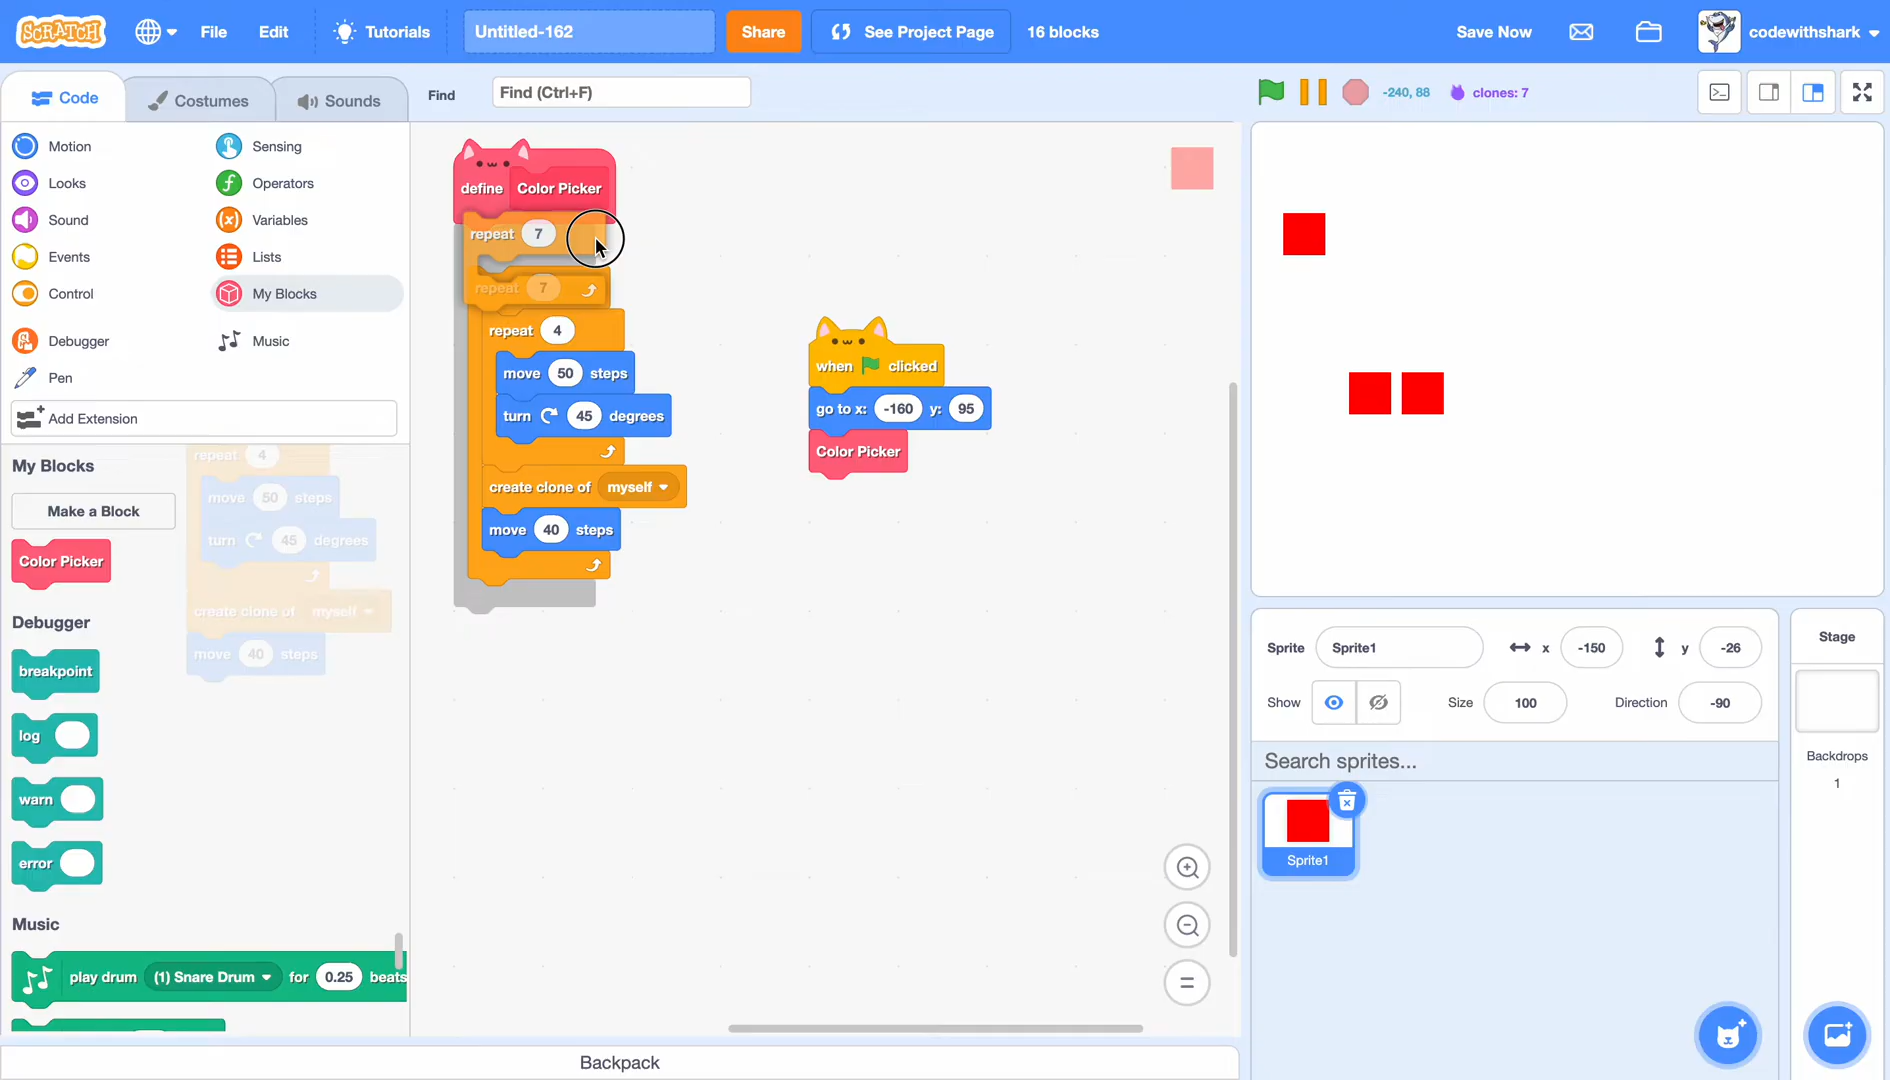 SCRATCH File Edit Tutorials Untitled-162 Share See Project Page 16 blocks Save Now codewithshark
Code Costumes Sounds Find Find (Ctrl+F) -240, 88 clones: 7
Motion Sensing
Looks Operators
Sound Variables
Events Lists
Control My Blocks
Debugger Music
Pen
Add Extension
My Blocks
Make a Block
Color Picker
repeat 4
move 50 steps
turn 45 degrees
create clone of myself
move 40 steps
Debugger
breakpoint
log
warn
error
Music
play drum (1) Snare Drum for 0.25 beats
define Color Picker
repeat 7
repeat 7
repeat 4
move 50 steps
turn 45 degrees
create clone of myself
move 40 steps
when clicked
go to x: -160 y: 95
Color Picker
Backpack
Sprite Sprite1 x -150 y -26
Show Size 100 Direction -90
Search sprites...
Sprite1
Stage
Backdrops
1